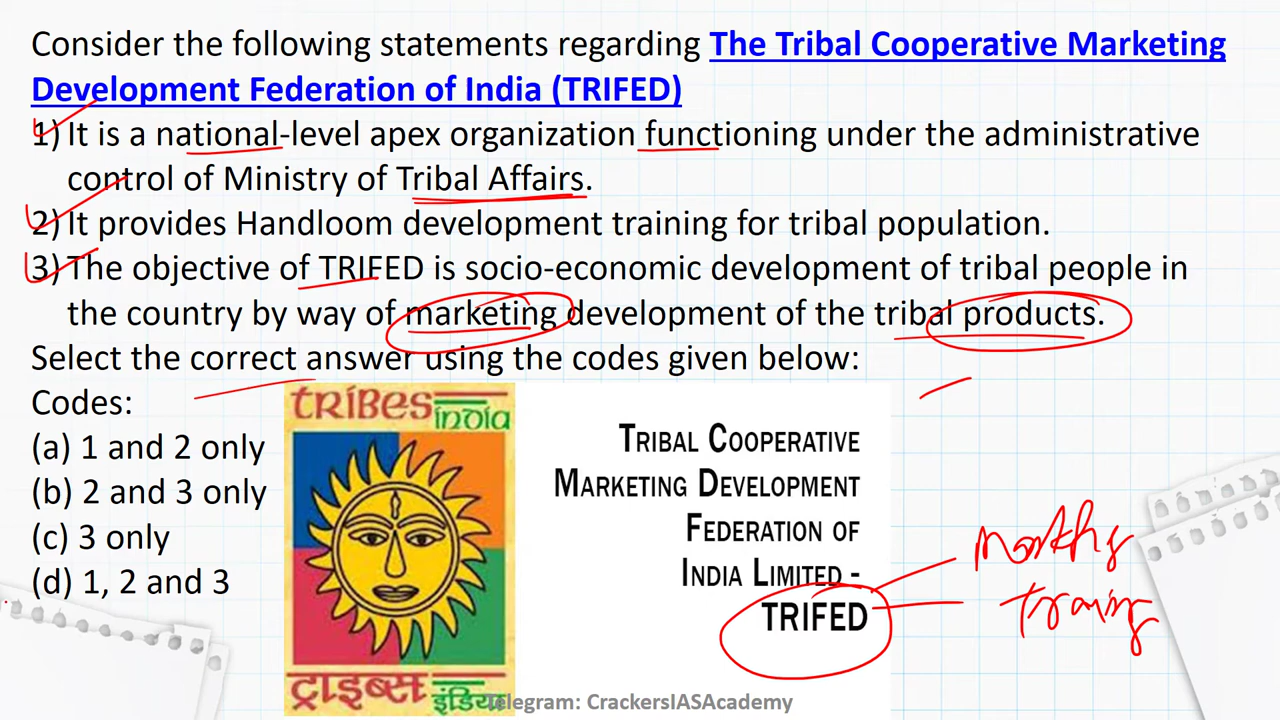 Consider the following statements regarding The Tribal Cooperative Marketing
Development Federation of India (TRIFED)
1) It is a national-level apex organization functioning under the administrative
control of Ministry of Tribal Affairs.
2) It provides Handloom development training for tribal population.
3) The objective of TRIFED is socio-economic development of tribal people in
the country by way of marketing development of the tribal products.
Select the correct answer using the codes given below:
Codes:
(a) 1 and 2 only
(b) 2 and 3 only
(c) 3 only
(d) 1, 2 and 3
TRIBES
india
ट्राइब्स
इंडिया
TRIBAL COOPERATIVE
MARKETING DEVELOPMENT
FEDERATION OF
INDIA LIMITED -
TRIFED
Telegram: CrackersIASAcademy